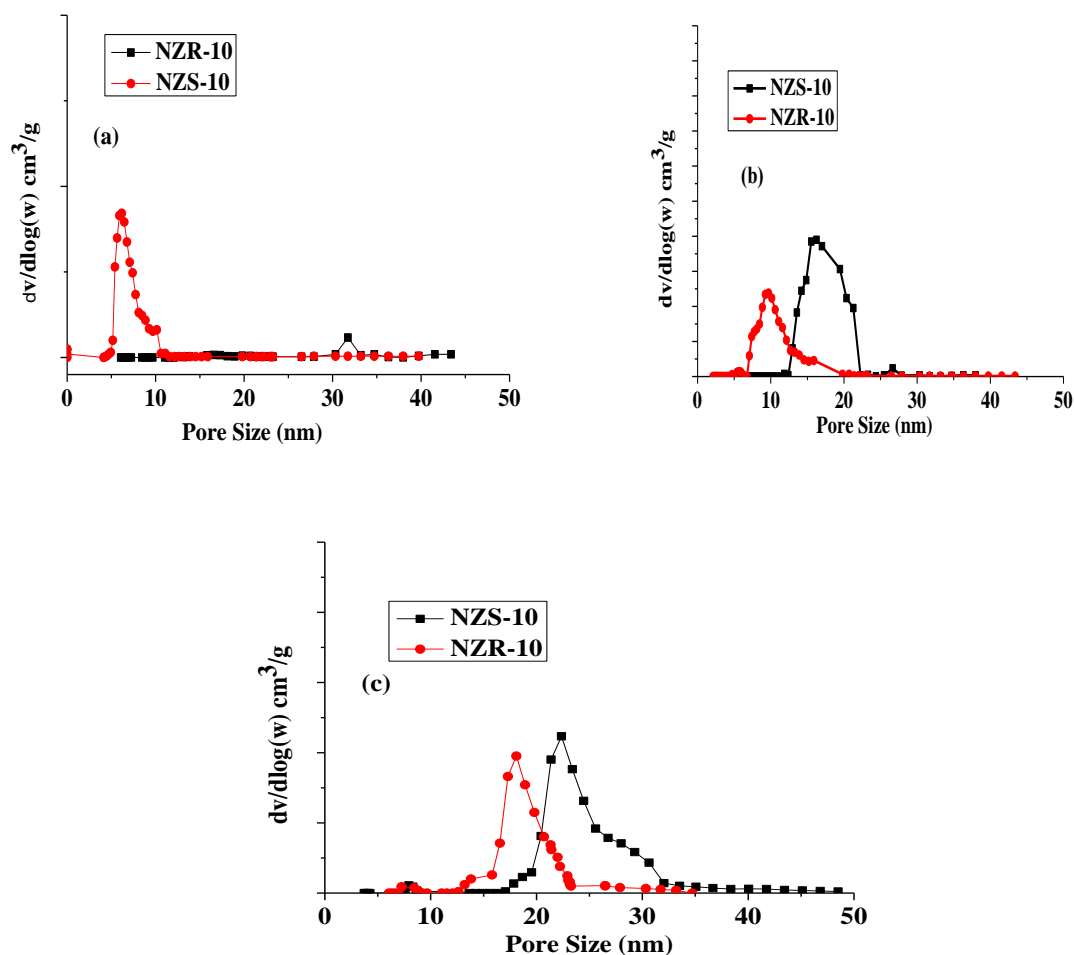 NZR-10
NZS-10
(a)
dv/dlog(w) cm³/g
0 10 20 30 40 50
Pore Size (nm)
NZS-10
NZR-10
(b)
dv/dlog(w) cm³/g
0 10 20 30 40 50
Pore Size (nm)
NZS-10
NZR-10
(c)
dv/dlog(w) cm³/g
0 10 20 30 40 50
Pore Size (nm)